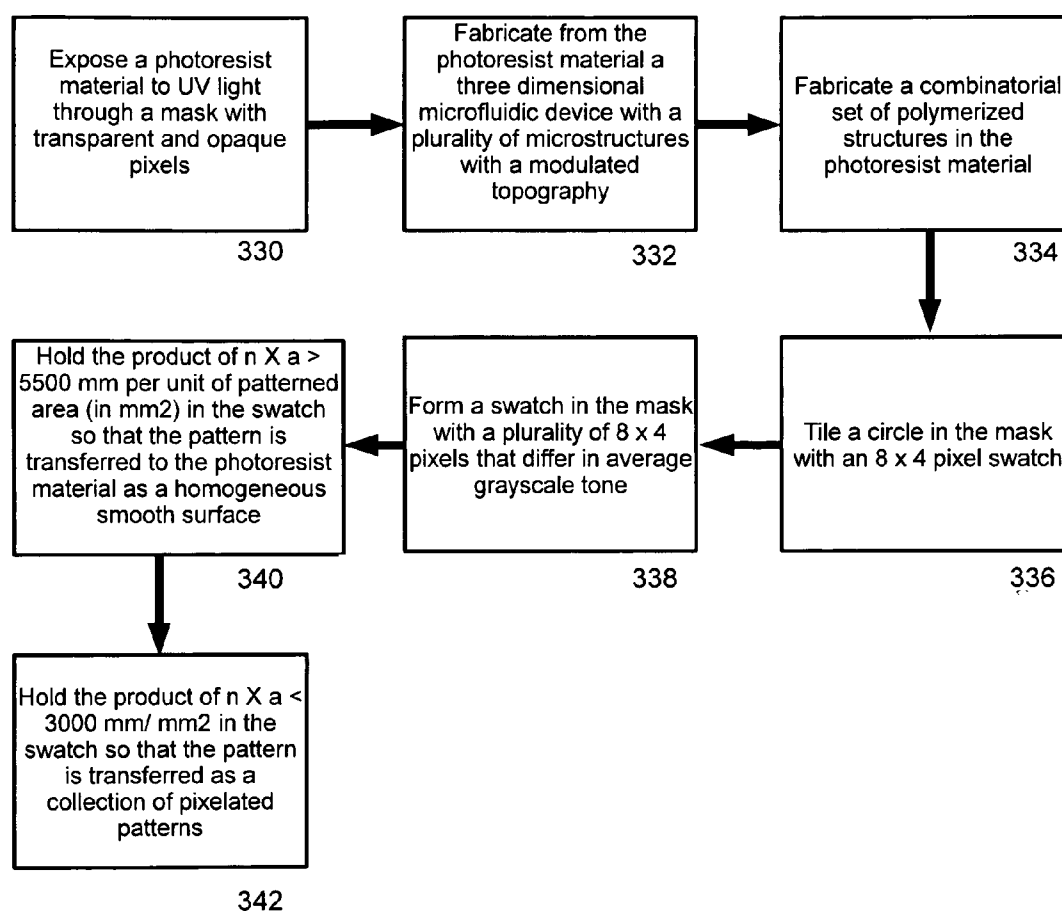 Expose a photoresist
material to UV light
through a mask with
transparent and opaque
pixels
330
Fabricate from the
photoresist material a
three dimensional
microfluidic device with a
plurality of microstructures
with a modulated
topography
332
Fabricate a combinatorial
set of polymerized
structures in the
photoresist material
334
Tile a circle in the mask
with an 8 x 4 pixel swatch
336
Form a swatch in the mask
with a plurality of 8 x 4
pixels that differ in average
grayscale tone
338
Hold the product of n X a >
5500 mm per unit of patterned
area (in mm2) in the swatch
so that the pattern is
transferred to the photoresist
material as a homogeneous
smooth surface
340
Hold the product of n X a <
3000 mm/ mm2 in the
swatch so that the pattern
is transferred as a
collection of pixelated
patterns
342